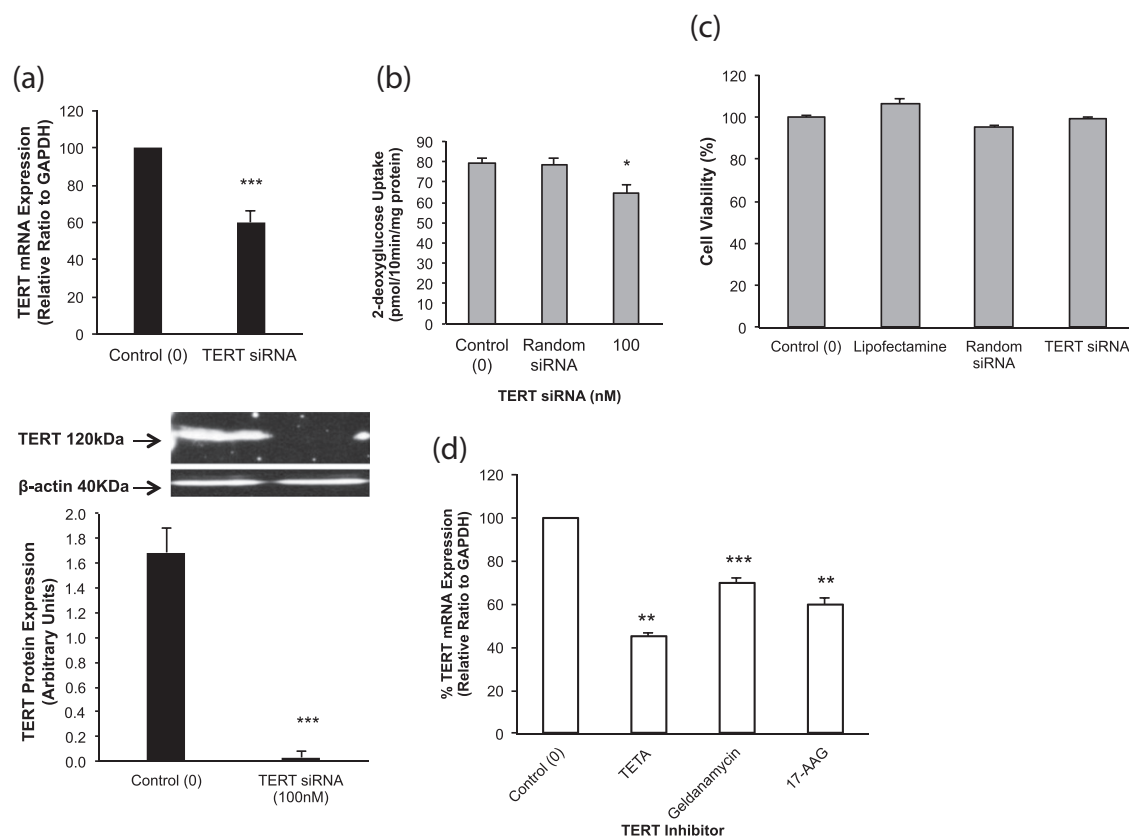 (a)
TERT mRNA Expression
(Relative Ratio to GAPDH)
120
100
80
60
40
20
0
***
Control (0) TERT siRNA
TERT 120kDa
β-actin 40KDa
TERT Protein Expression
(Arbitrary Units)
2.0
1.8
1.6
1.4
1.2
1.0
0.8
0.6
0.4
0.2
0.0
***
Control (0) TERT siRNA
(100nM)
(b)
2-deoxyglucose Uptake
(pmol/10min/mg protein)
90
80
70
60
50
40
30
20
10
0
*
Control Random 100
(0) siRNA
TERT siRNA (nM)
(c)
Cell Viability (%)
120
100
80
60
40
20
0
Control (0) Lipofectamine Random TERT siRNA
siRNA
(d)
% TERT mRNA Expression
(Relative Ratio to GAPDH)
120
100
80
60
40
20
0
**
***
**
Control (0)
TETA
Geldanamycin
17-AAG
TERT Inhibitor